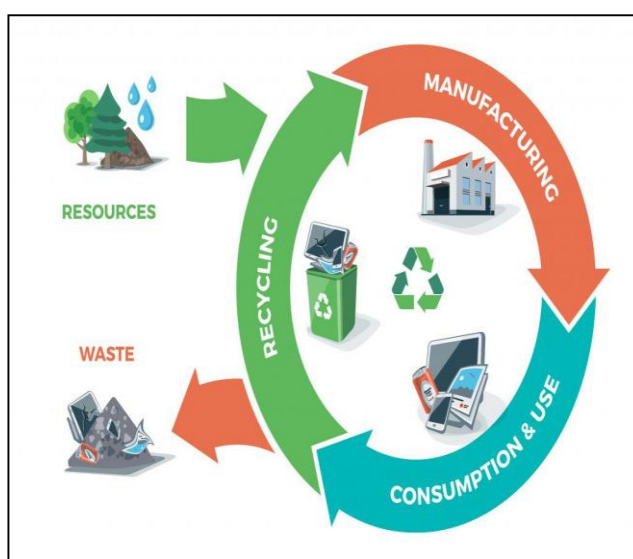 MANUFACTURING
RESOURCES
RECYCLING
WASTE
CONSUMPTION & USE